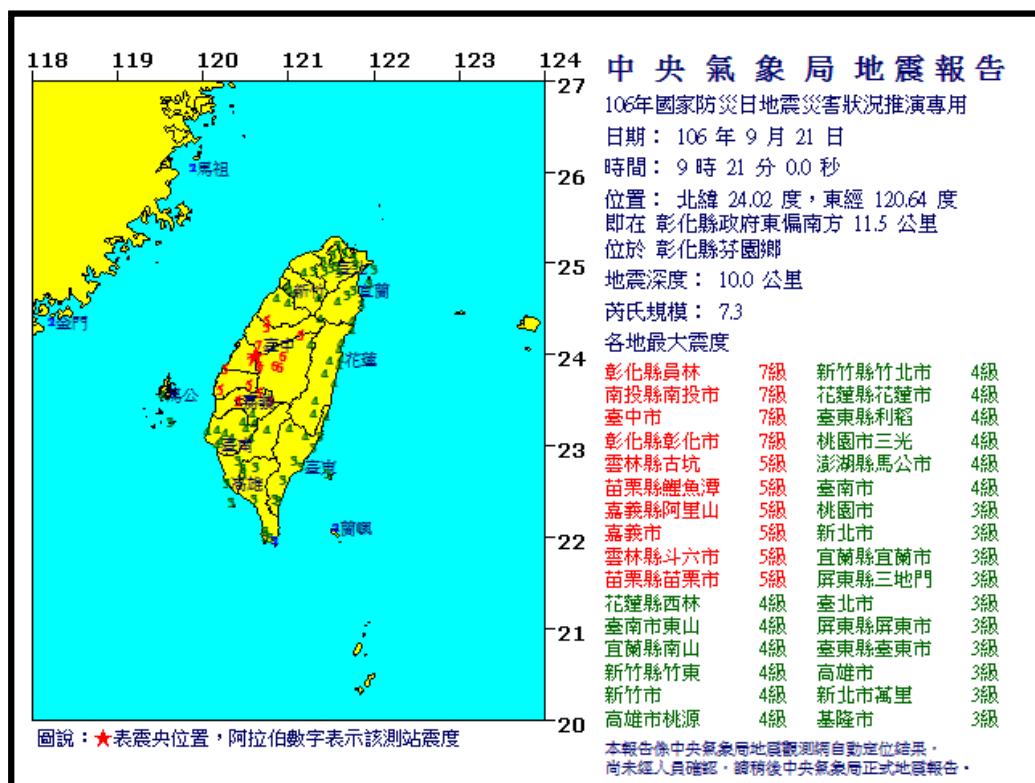 118 119 120 121 122 123 124
27
26
25
24
23
22
21
20
馬祖
金門
馬公
臺北
新竹
宜蘭
臺中
花蓮
嘉義
臺南
臺東
高雄
蘭嶼
圖說：★表震央位置，阿拉伯數字表示該測站震度
中央氣象局地震報告
106年國家防災日地震災害狀況推演專用
日期： 106 年 9 月 21 日
時間： 9 時 21 分 0.0 秒
位置： 北緯 24.02 度，東經 120.64 度
即在 彰化縣政府東偏南方 11.5 公里
位於 彰化縣芬園鄉
地震深度： 10.0 公里
芮氏規模： 7.3
各地最大震度
彰化縣員林 7級 新竹縣竹北市 4級
南投縣南投市 7級 花蓮縣花蓮市 4級
臺中市 7級 臺東縣利稻 4級
彰化縣彰化市 7級 桃園市三光 4級
雲林縣古坑 5級 澎湖縣馬公市 4級
苗栗縣鯉魚潭 5級 臺南市 4級
嘉義縣阿里山 5級 桃園市 3級
嘉義市 5級 新北市 3級
雲林縣斗六市 5級 宜蘭縣宜蘭市 3級
苗栗縣苗栗市 5級 屏東縣三地門 3級
花蓮縣西林 4級 臺北市 3級
臺南市東山 4級 屏東縣屏東市 3級
宜蘭縣南山 4級 臺東縣臺東市 3級
新竹縣竹東 4級 高雄市 3級
新竹市 4級 新北市萬里 3級
高雄市桃源 4級 基隆市 3級
本報告係中央氣象局地震觀測網自動定位結果，
尚未經人員確認，請稍後中央氣象局正式地震報告。